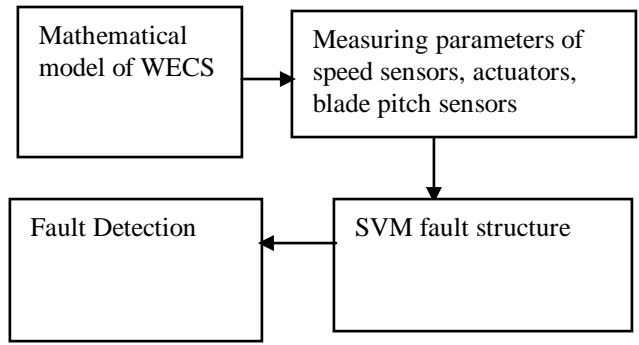 Mathematical
model of WECS
Measuring parameters of
speed sensors, actuators,
blade pitch sensors
SVM fault structure
Fault Detection